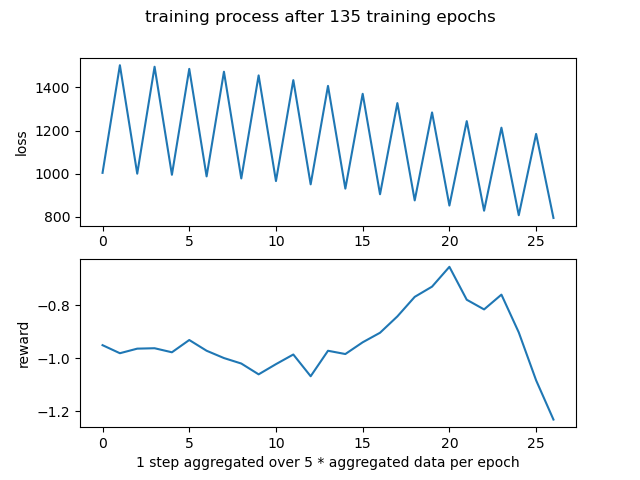 training process after 135 training epochs
1400
1200
1000
800
loss
0 5 10 15 20 25
−0.8
−1.0
−1.2
reward
0 5 10 15 20 25
1 step aggregated over 5 * aggregated data per epoch